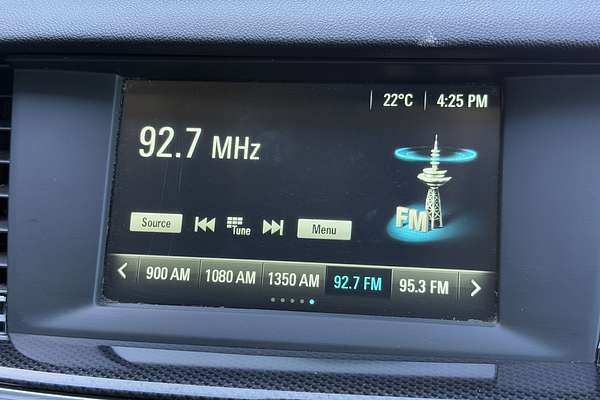 22°C 4:25 PM
92.7 MHz
FM
Source Tune Menu
900 AM 1080 AM 1350 AM 92.7 FM 95.3 FM